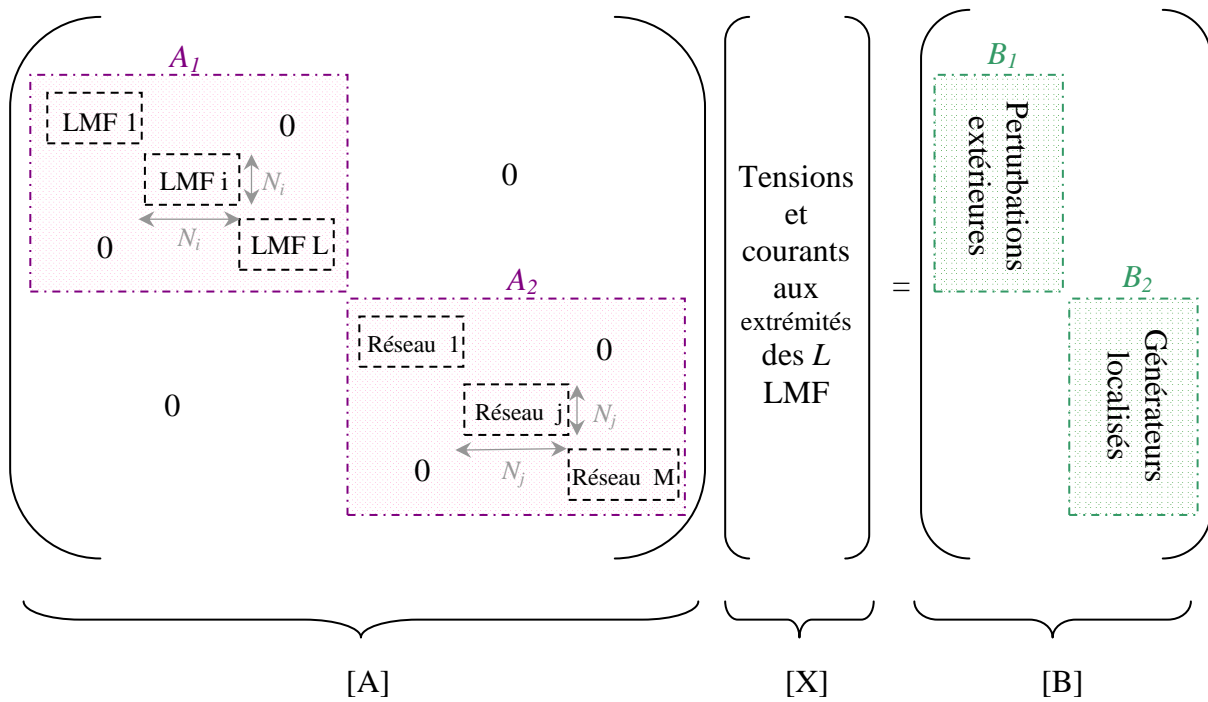 A1
LMF 1
0
LMF i
Ni
Ni
0
LMF L
0
0
A2
Réseau 1
0
Réseau j
Nj
Nj
0
Réseau M
Tensions
et
courants
aux
extrémités
des L
LMF
=
B1
Perturbations
extérieures
B2
Générateurs
localisés
[A]
[X]
[B]